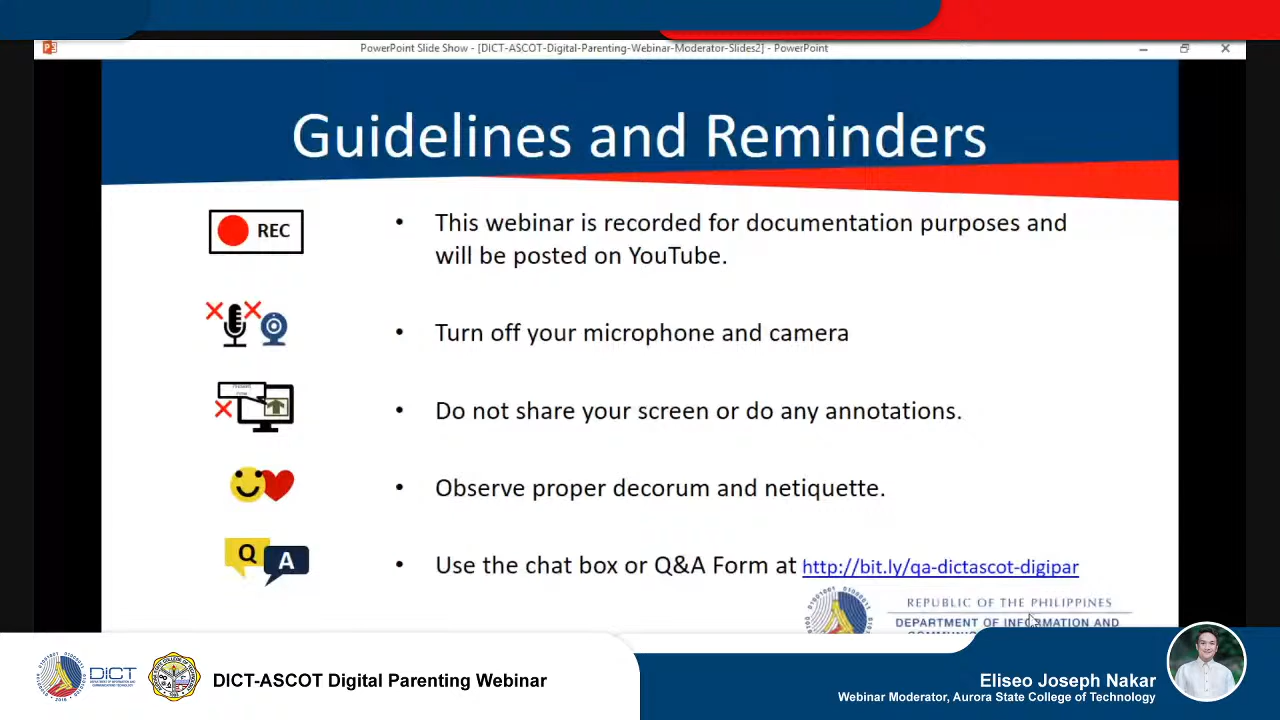 PowerPoint Slide Show - [DICT-ASCOT-Digital-Parenting-Webinar-Moderator-Slides2] - PowerPoint
Guidelines and Reminders
REC
• This webinar is recorded for documentation purposes and
will be posted on YouTube.
• Turn off your microphone and camera
• Do not share your screen or do any annotations.
• Observe proper decorum and netiquette.
Q A
• Use the chat box or Q&A Form at http://bit.ly/qa-dictascot-digipar
REPUBLIC OF THE PHILIPPINES
DEPARTMENT OF INFORMATION AND
DICT
DICT-ASCOT Digital Parenting Webinar
Eliseo Joseph Nakar
Webinar Moderator, Aurora State College of Technology